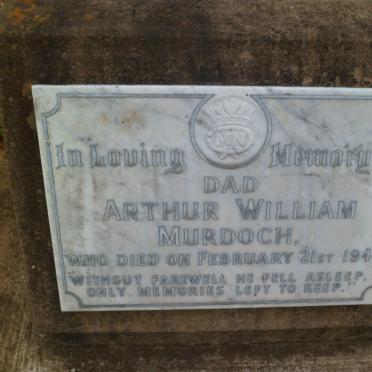 In Loving Memory
DAD
ARTHUR WILLIAM
MURDOCH,
WHO DIED ON FEBRUARY 21ST 194
"WITHOUT FAREWELL HE FELL ASLEEP,
ONLY MEMORIES LEFT TO KEEP."